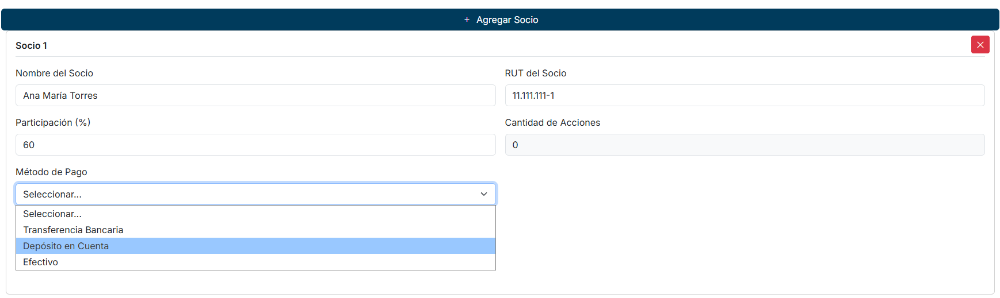 + Agregar Socio
Socio 1
Nombre del Socio
RUT del Socio
Ana María Torres
11.111.111-1
Participación (%)
Cantidad de Acciones
60
0
Método de Pago
Seleccionar...
Seleccionar...
Transferencia Bancaria
Depósito en Cuenta
Efectivo